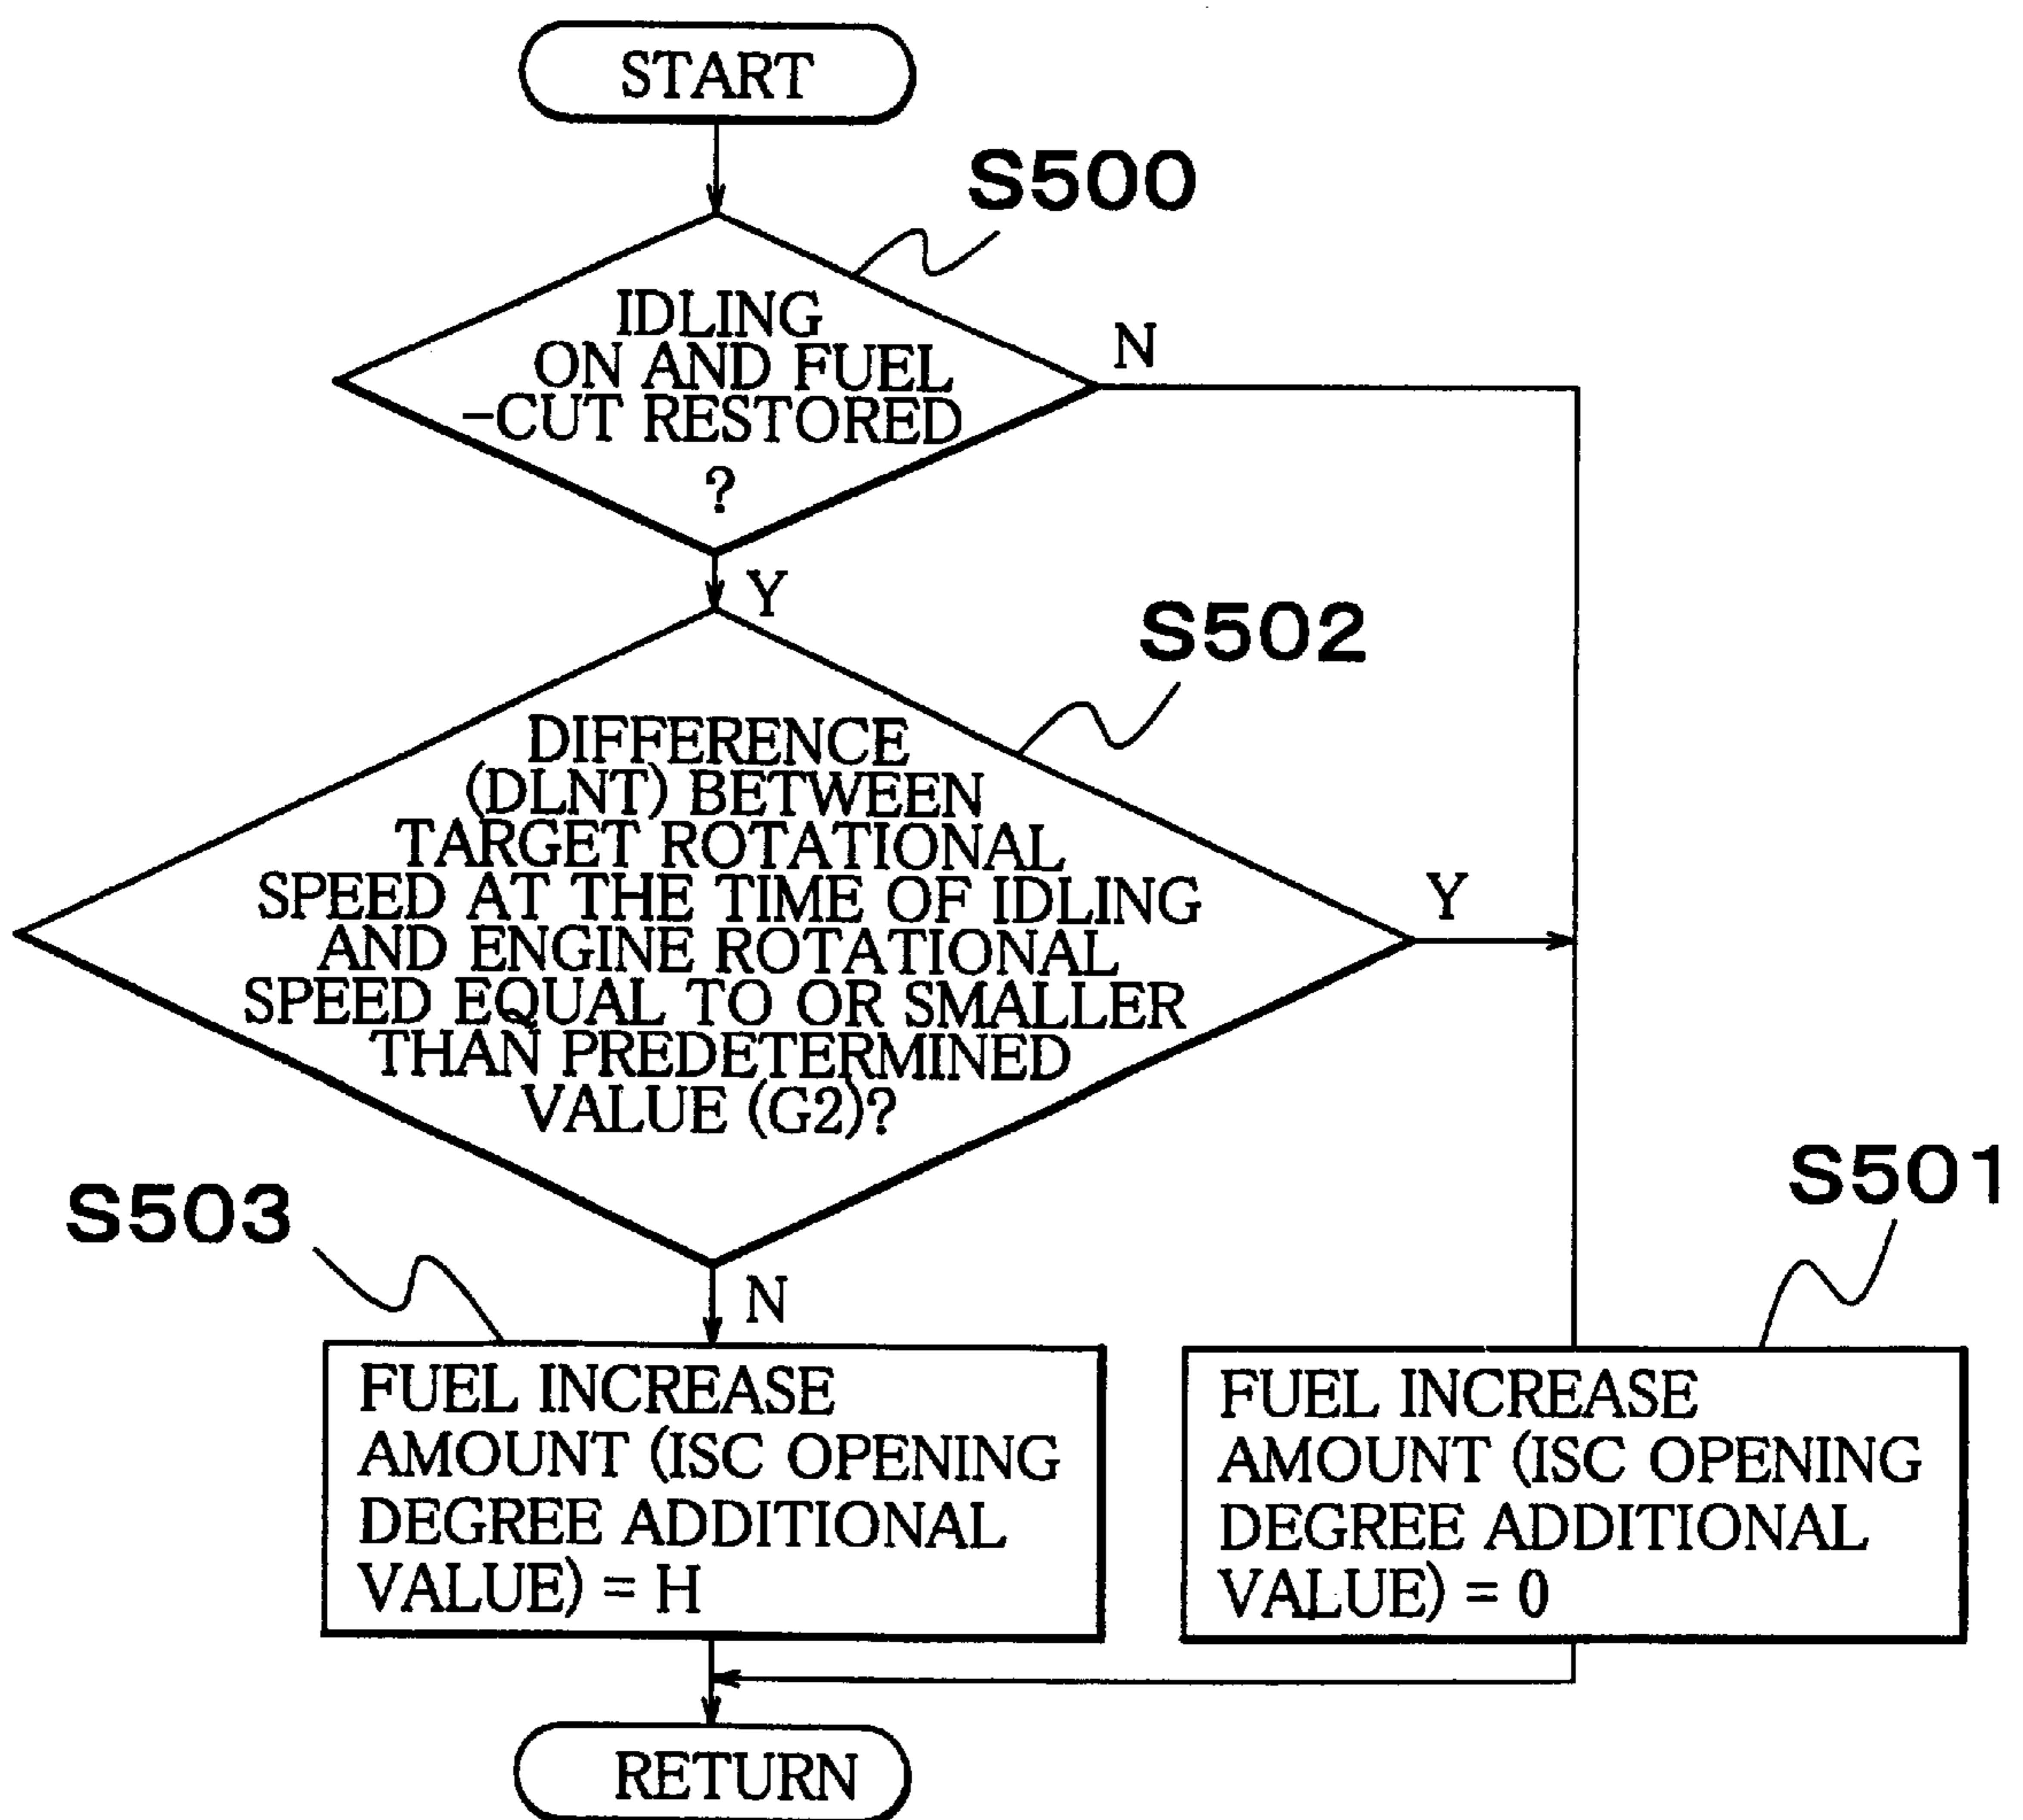 START
S500
IDLING
ON AND FUEL
-CUT RESTORED
?
N
Y
S502
DIFFERENCE
(DLNT) BETWEEN
TARGET ROTATIONAL
SPEED AT THE TIME OF IDLING
AND ENGINE ROTATIONAL
SPEED EQUAL TO OR SMALLER
THAN PREDETERMINED
VALUE (G2)?
Y
N
S503
FUEL INCREASE
AMOUNT (ISC OPENING
DEGREE ADDITIONAL
VALUE) = H
S501
FUEL INCREASE
AMOUNT (ISC OPENING
DEGREE ADDITIONAL
VALUE) = 0
RETURN